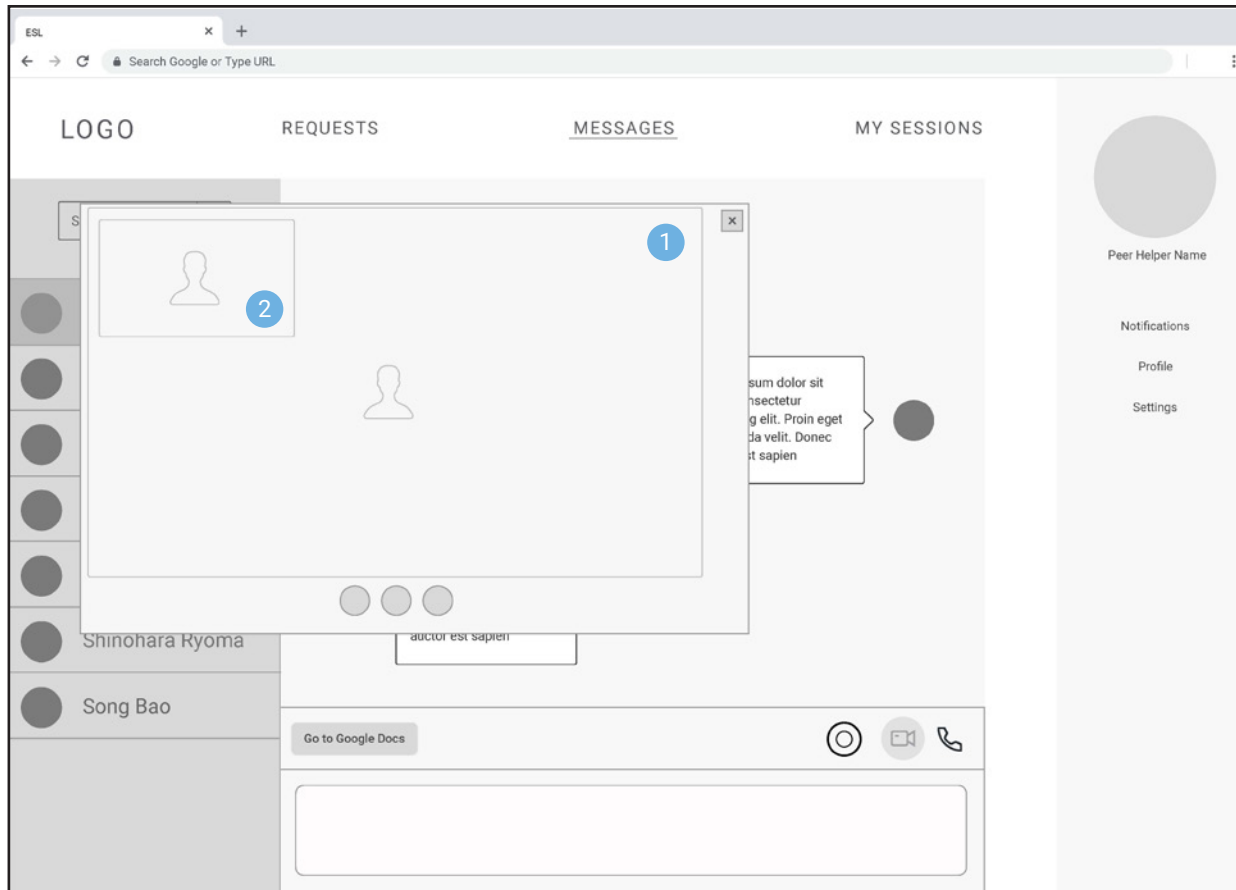 ESL
Search Google or Type URL
LOGO
REQUESTS
MESSAGES
MY SESSIONS
S
1
2
Peer Helper Name
Notifications
Profile
Settings
sum dolor sit
nsectetur
g elit. Proin eget
da velit. Donec
st sapien
auctor est sapien
Shinohara Ryoma
Song Bao
Go to Google Docs